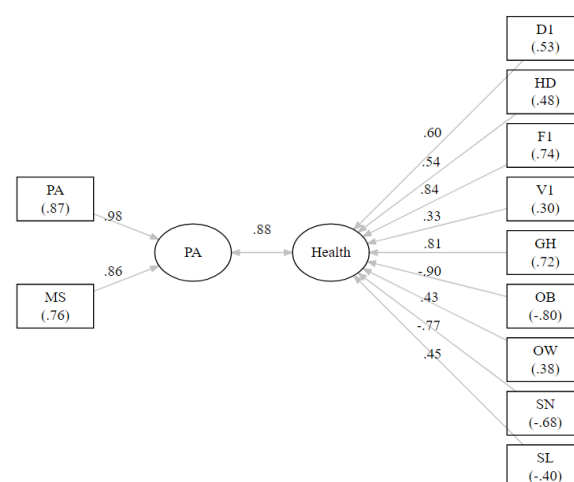 D1
(.53)
HD
(.48)
F1
(.74)
V1
(.30)
GH
(.72)
OB
(-.80)
OW
(.38)
SN
(-.68)
SL
(-.40)
PA
(.87)
MS
(.76)
.98
.86
PA
.88
Health
.60
.54
.84
.33
.81
-.90
.43
-.77
.45